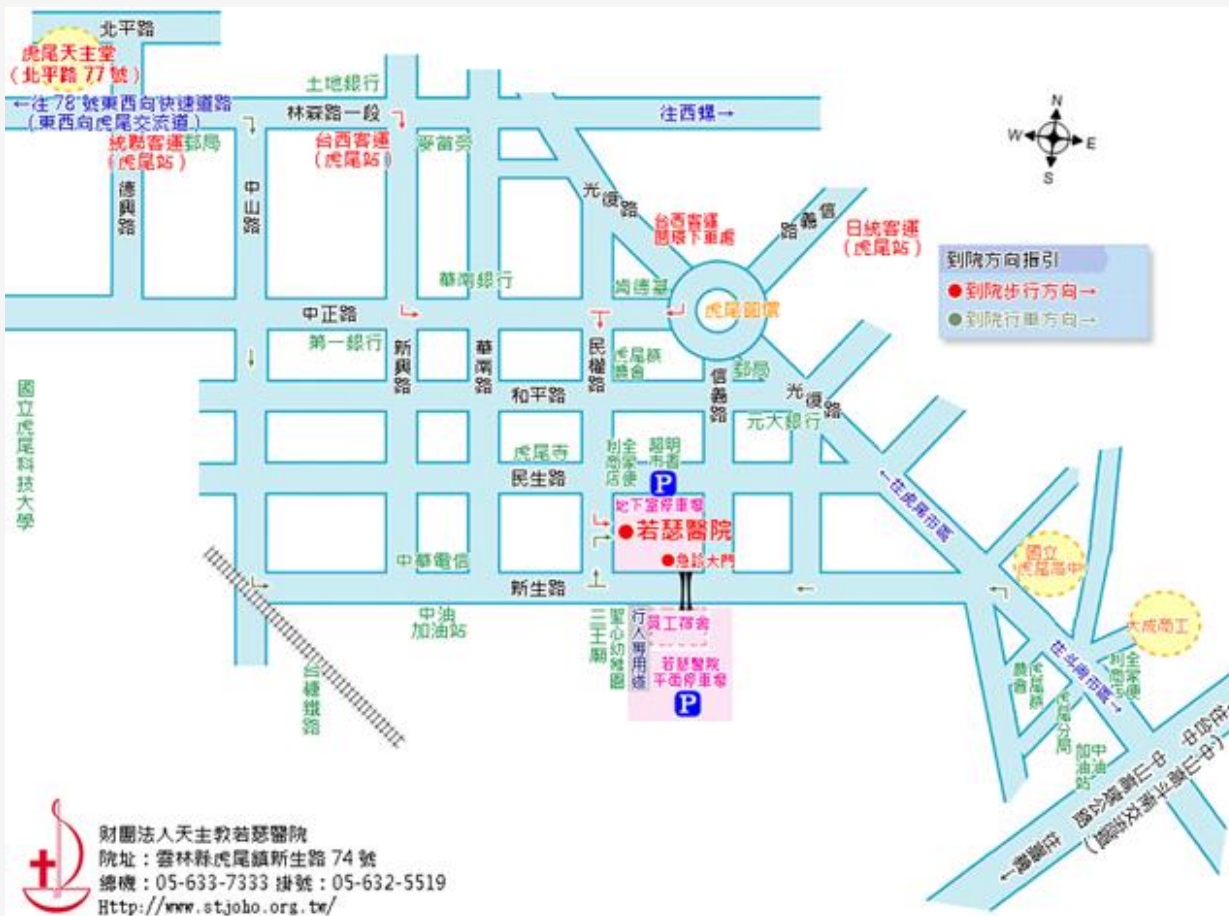 北平路
虎尾天主堂
(北平路 77 號)
土地銀行
←往 78 號東西向快速道路
(東西向虎尾交流道)
林森路一段
往西螺→
統聯客運
(虎尾站)
郵局
台西客運
(虎尾站)
麥當勞
N
W
E
S
德興路
中山路
光復路
台西客運
圓環下車處
信義路
日統客運
(虎尾站)
到院方向指引
●到院步行方向→
●到院行車方向→
華南銀行
肯德基
虎尾圓環
中正路
第一銀行
新興路
華南路
民權路
虎尾鎮
農會
信義路
郵局
光復路
和平路
元大銀行
國立虎尾科技大學
虎尾寺
全家便
利商店
民生路
P
地下室停車場
●若瑟醫院
●急診大門
←往虎尾市區
國立
虎尾高中
中華電信
新生路
中油
加油站
三王廟
聖心幼稚園
行人專用道
員工宿舍
若瑟醫院
平面停車場
P
大成商工
往斗南市區→
全家便
利商店
虎尾鎮
農會
虎尾分局
中油
加油站
台糖鐵路
中山高速公路
財團法人天主教若瑟醫院
院址：雲林縣虎尾鎮新生路 74 號
總機：05-633-7333 掛號：05-632-5519
Http://www.stjoho.org.tw/